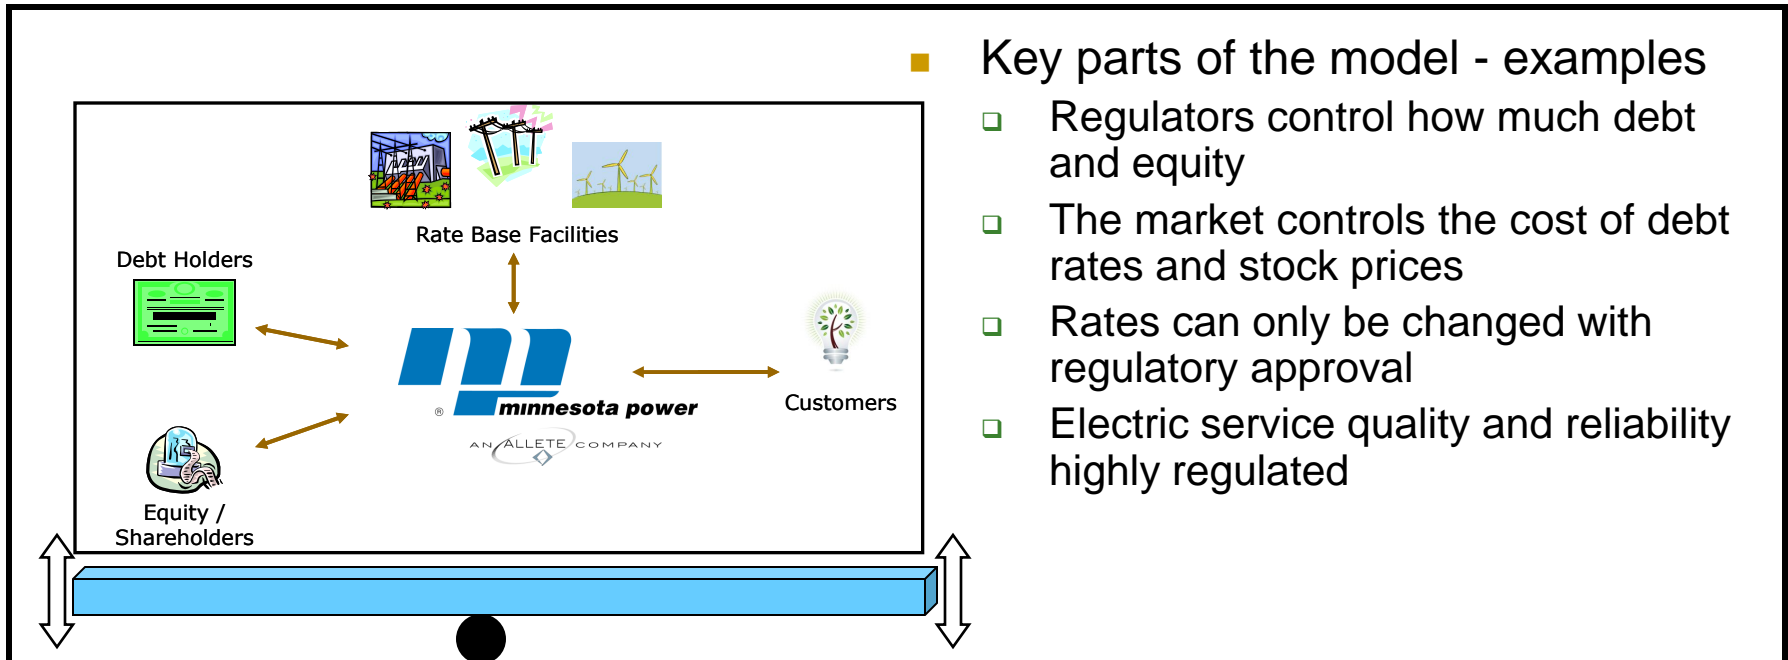 Rate Base Facilities
Debt Holders
minnesota power
®
AN ALLETE COMPANY
Customers
Equity /
Shareholders
Key parts of the model - examples
Regulators control how much debt
and equity
The market controls the cost of debt
rates and stock prices
Rates can only be changed with
regulatory approval
Electric service quality and reliability
highly regulated